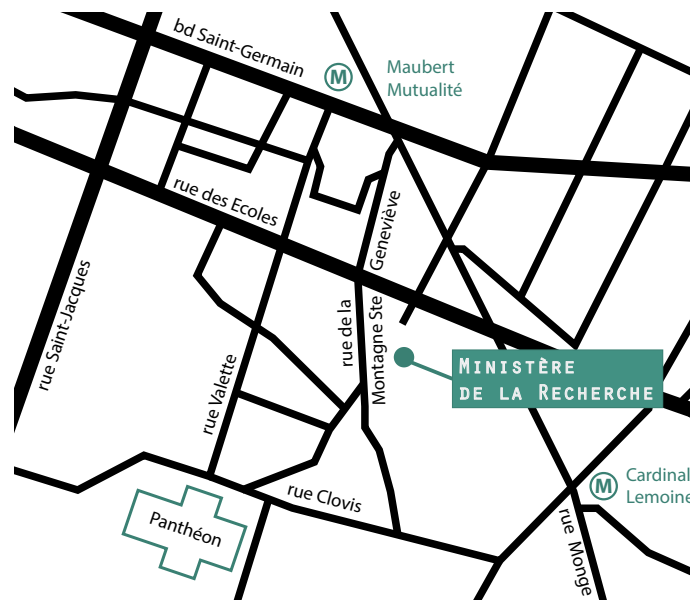 bd Saint-Germain
M
Maubert
Mutualité
rue des Ecoles
Geneviève
rue Saint-Jacques
rue de la
Montagne Ste
rue Valette
MINISTÈRE
DE LA RECHERCHE
M
Cardinal
Lemoine
rue Clovis
rue Monge
Panthéon